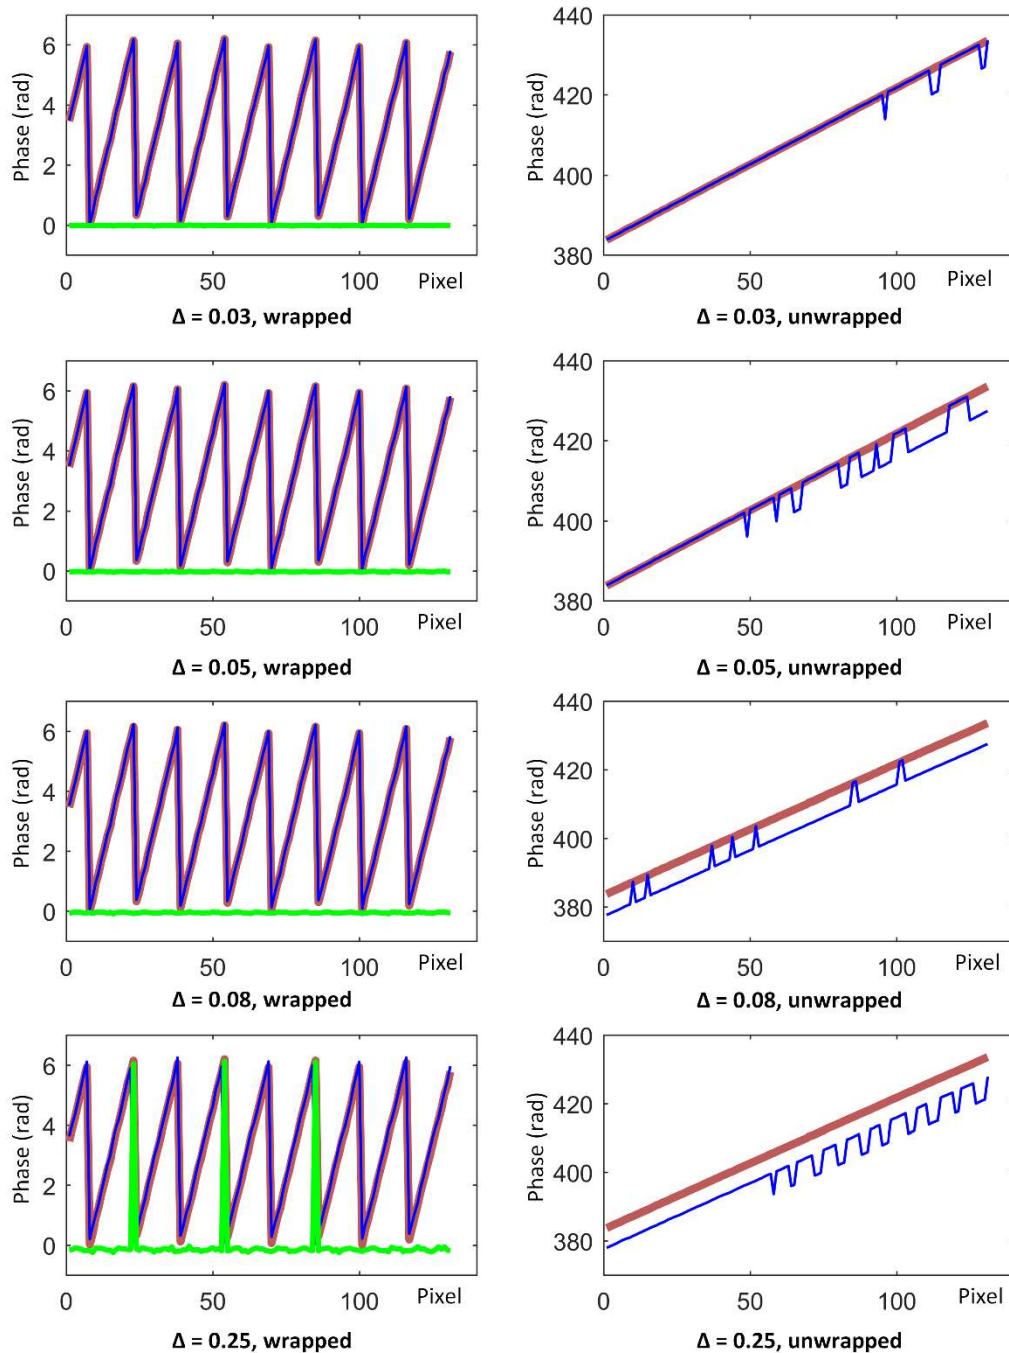 Phase (rad)
6
4
2
0
0
50
100
Pixel
Δ = 0.03, wrapped
Phase (rad)
440
420
400
380
0
50
100
Pixel
Δ = 0.03, unwrapped
Phase (rad)
6
4
2
0
0
50
100
Pixel
Δ = 0.05, wrapped
Phase (rad)
440
420
400
380
0
50
100
Pixel
Δ = 0.05, unwrapped
Phase (rad)
6
4
2
0
0
50
100
Pixel
Δ = 0.08, wrapped
Phase (rad)
440
420
400
380
0
50
100
Pixel
Δ = 0.08, unwrapped
Phase (rad)
6
4
2
0
0
50
100
Pixel
Δ = 0.25, wrapped
Phase (rad)
440
420
400
380
0
50
100
Pixel
Δ = 0.25, unwrapped